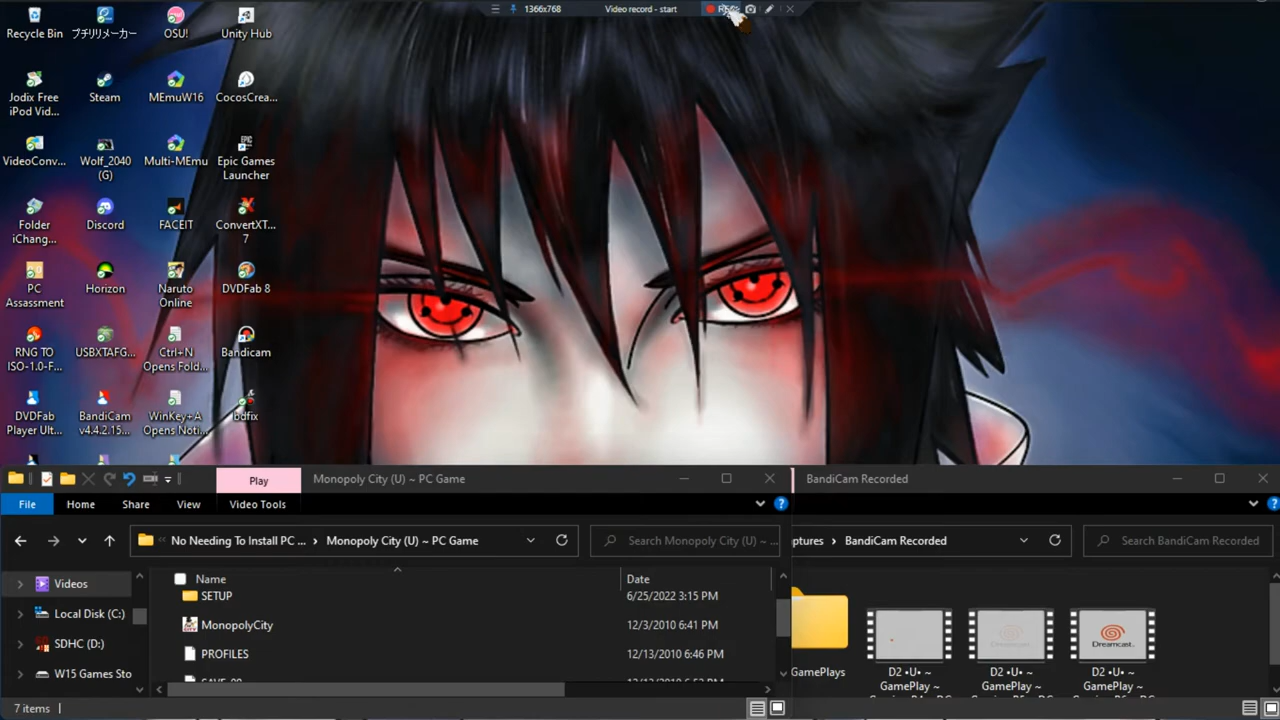 1366x768
Video record - start
Recycle Bin
プチリメーカー
OSU!
Unity Hub
Jodix Free
iPod Vid...
Steam
MEmuW16
CocosCrea...
VideoConv...
Wolf_2040
(G)
Multi-MEmu
Epic Games
Launcher
Folder
iChang...
Discord
FACEIT
ConvertXT...
7
PC
Assassment
Horizon
Naruto
Online
DVDFab 8
RNG TO
ISO-1.0-F...
USBXTAFG...
Ctrl+N
Opens Fold...
Bandicam
DVDFab
Player Ult...
BandiCam
v4.4.2.15...
WinKey+A
Opens Noti...
bdfix
Play
Monopoly City (U) ~ PC Game
File
Home
Share
View
Video Tools
No Needing To Install PC ...
Monopoly City (U) ~ PC Game
Search Monopoly City (U) ~ ...
Videos
Local Disk (C:)
SDHC (D:)
W15 Games Sto
Name
Date
SETUP
6/25/2022 3:15 PM
MonopolyCity
12/3/2010 6:41 PM
PROFILES
12/13/2010 6:46 PM
7 items
BandiCam Recorded
ptures
BandiCam Recorded
Search BandiCam Recorded
GamePlays
D2 •U• ~
GamePlay ~
D2 •U• ~
GamePlay ~
Dreamcast.
D2 •U• ~
GamePlay ~